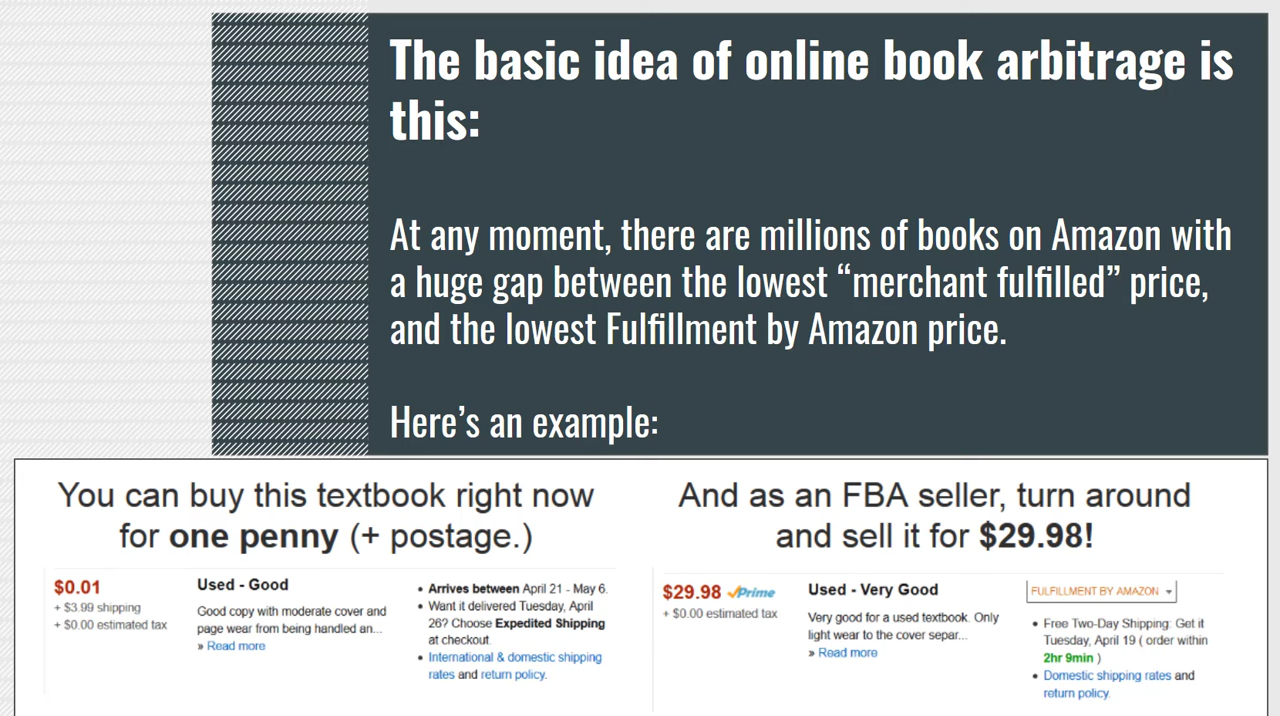 The basic idea of online book arbitrage is
this:
At any moment, there are millions of books on Amazon with
a huge gap between the lowest “merchant fulfilled” price,
and the lowest Fulfillment by Amazon price.
Here’s an example:
You can buy this textbook right now
for one penny (+ postage.)
$0.01
+ $3.99 shipping
+ $0.00 estimated tax
Used - Good
Good copy with moderate cover and
page wear from being handled an...
» Read more
• Arrives between April 21 - May 6.
• Want it delivered Tuesday, April
26? Choose Expedited Shipping
at checkout.
• International & domestic shipping
rates and return policy.
And as an FBA seller, turn around
and sell it for $29.98!
$29.98 Prime
+ $0.00 estimated tax
Used - Very Good
Very good for a used textbook. Only
light wear to the cover separ...
» Read more
FULFILLMENT BY AMAZON
• Free Two-Day Shipping: Get it
Tuesday, April 19 ( order within
2hr 9min )
• Domestic shipping rates and
return policy.